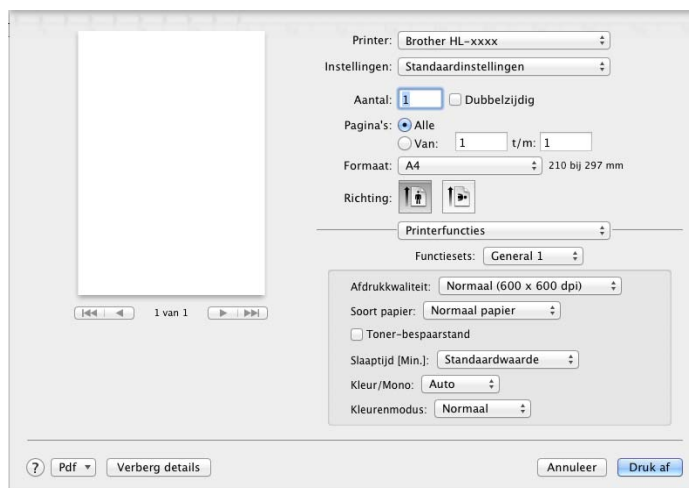 Printer: Brother HL-xxxx
Instellingen: Standaardinstellingen
Aantal: 1 Dubbelzijdig
Pagina's: Alle
Van: 1 t/m: 1
Formaat: A4 210 bij 297 mm
Richting:
Printerfuncties
Functiesets: General 1
Afdrukkwaliteit: Normaal (600 x 600 dpi)
Soort papier: Normaal papier
Toner-bespaarstand
Slaaptijd [Min.]: Standaardwaarde
Kleur/Mono: Auto
Kleurenmodus: Normaal
1 van 1
? Pdf Verberg details Annuleer Druk af